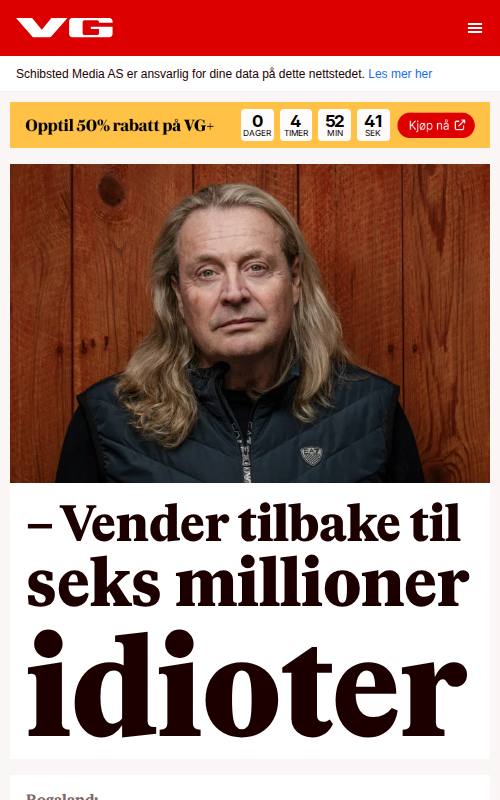 VG
Schibsted Media AS er ansvarlig for dine data på dette nettstedet. Les mer her
Opptil 50% rabatt på VG+
0 4 52 41
DAGER TIMER MIN SEK
Kjøp nå
– Vender tilbake til
seks millioner
idioter
Rogaland: